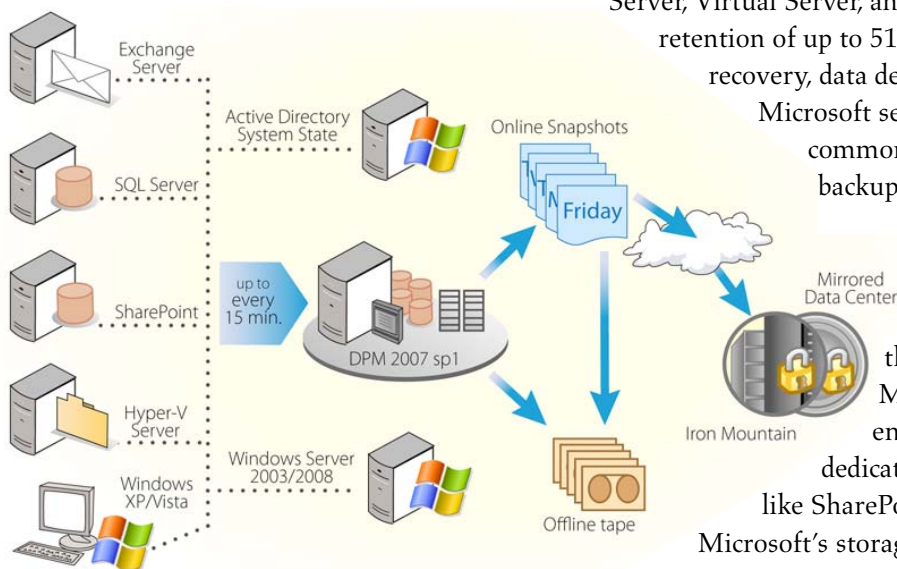 Server, Virtual Server, an
retention of up to 51
recovery, data de
Microsoft se
common
backup
Exchange
Server
SQL Server
SharePoint
Hyper-V
Server
Windows
XP/Vista
Active Directory
System State
Windows Server
2003/2008
up to
every
15 min.
DPM 2007 sp1
Online Snapshots
T
W
T
Friday
Offline tape
Mirrored
Data Center
Iron Mountain
th
M
en
dedicat
like SharePo
Microsoft's storag